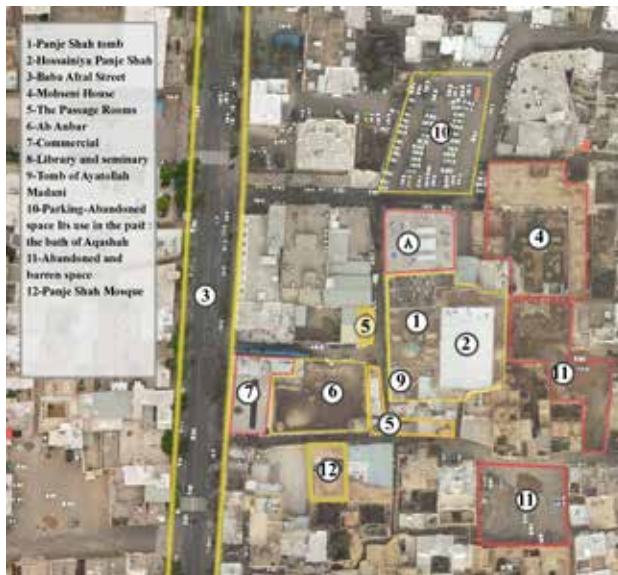 1-Panje Shah tomb
2-Hossainiya Panje Shah
3-Baba Afzal Street
4-Mohseni House
5-The Passage Rooms
6-Ab Anbar
7-Commercial
8-Library and seminary
9-Tomb of Ayatollah
Madani
10-Parking-Abandoned
space Its use in the past :
the bath of Aqashah
11-Abandoned and
barren space
12-Panje Shah Mosque
10
4
۸
3
1
5
2
11
9
7
6
5
12
11